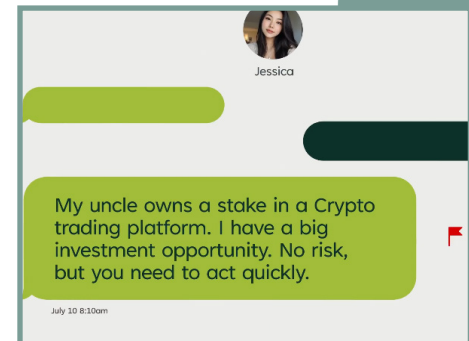 Jessica
My uncle owns a stake in a Crypto
trading platform. I have a big
investment opportunity. No risk,
but you need to act quickly.
July 10 8:10am